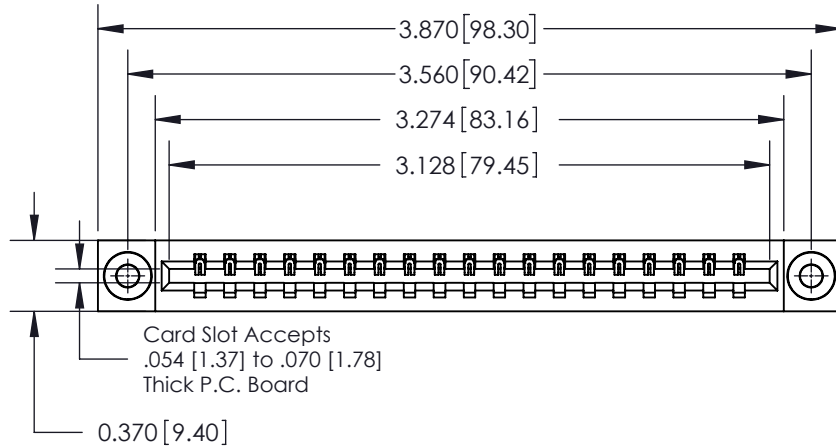 3.870 [98.30]
3.560 [90.42]
3.274 [83.16]
3.128 [79.45]
Card Slot Accepts
.054 [1.37] to .070 [1.78]
Thick P.C. Board
0.370 [9.40]